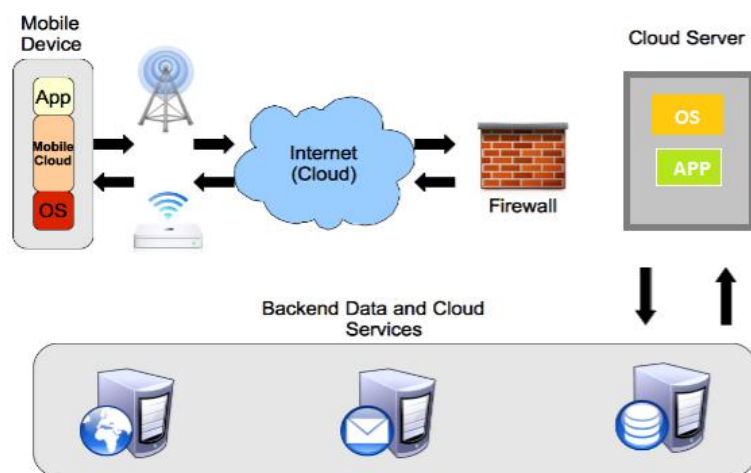 Mobile
Device
App
Mobile
Cloud
OS
Internet
(Cloud)
Firewall
Cloud Server
OS
APP
Backend Data and Cloud
Services